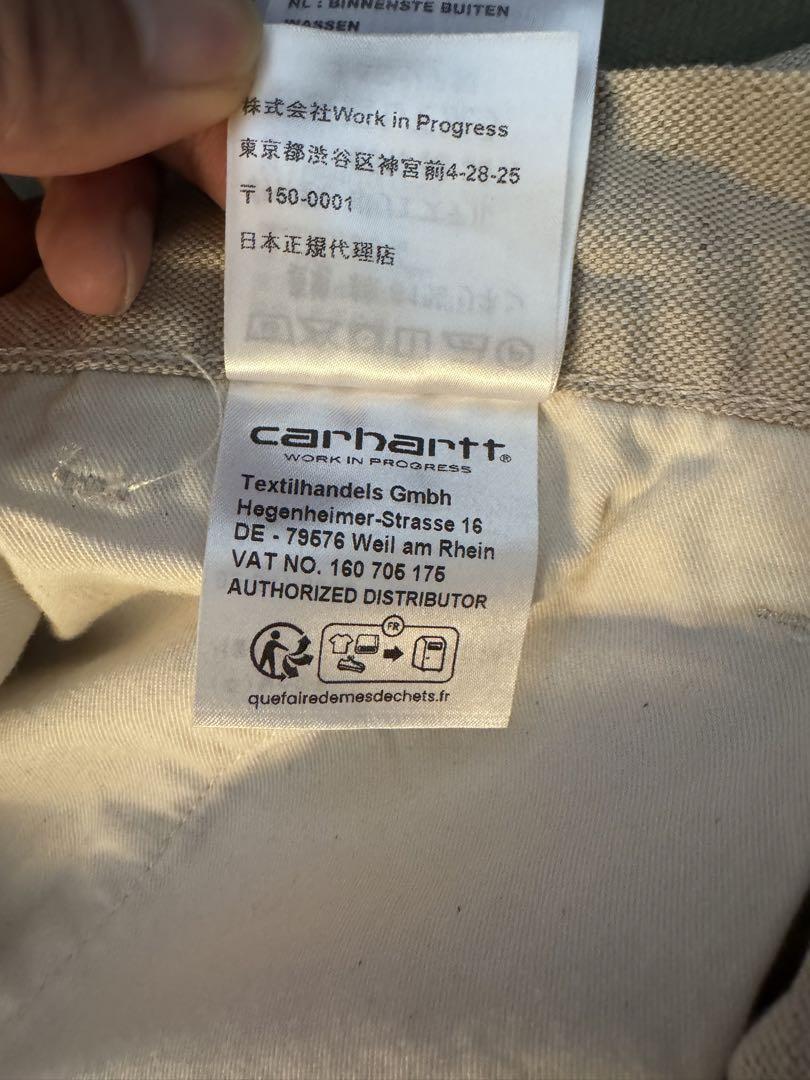 NL : BINNENSTE BUITEN
WASSEN
株式会社Work in Progress
東京都渋谷区神宮前4-28-25
〒150-0001
日本正規代理店
carhartt®
WORK IN PROGRESS
Textilhandels Gmbh
Hegenheimer-Strasse 16
DE - 79576 Weil am Rhein
VAT NO. 160 705 175
AUTHORIZED DISTRIBUTOR
FR
quefairedemesdechets.fr